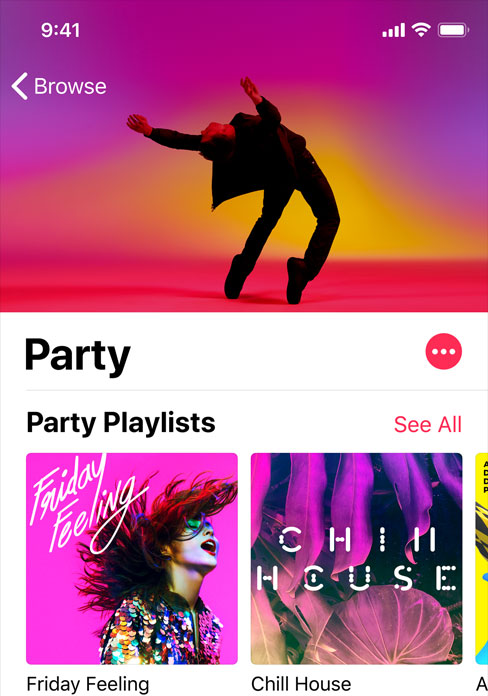 9:41
Browse
Party
Party Playlists
See All
Friday
Feeling
CHILL
HOUSE
Friday Feeling
Chill House
A